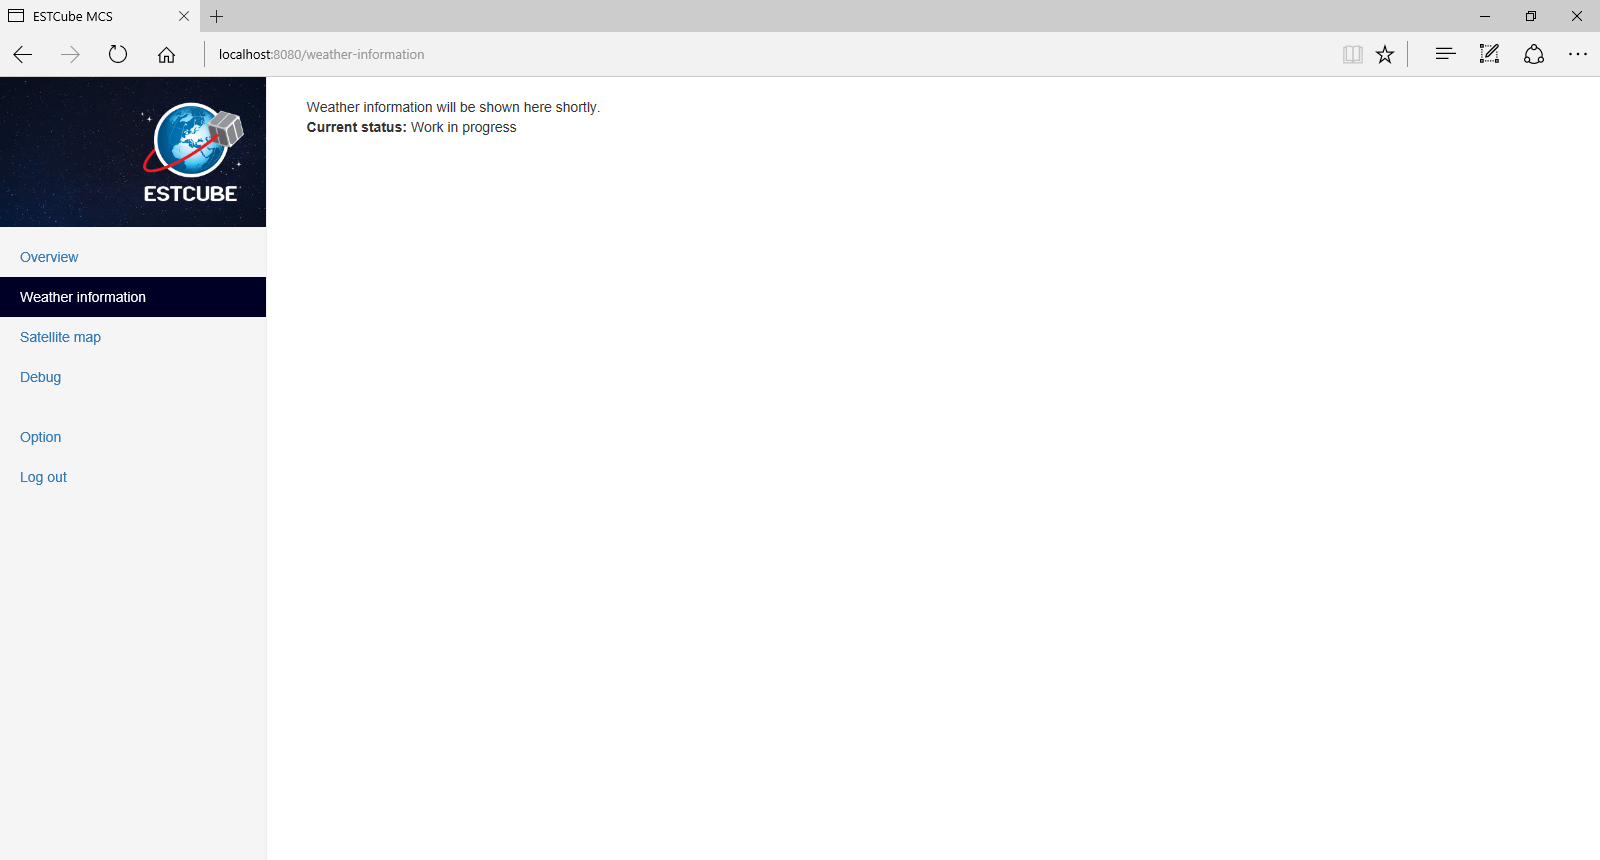 ESTCube MCS
localhost:8080/weather-information
ESTCUBE
Overview
Weather information
Satellite map
Debug
Option
Log out
Weather information will be shown here shortly.
Current status: Work in progress